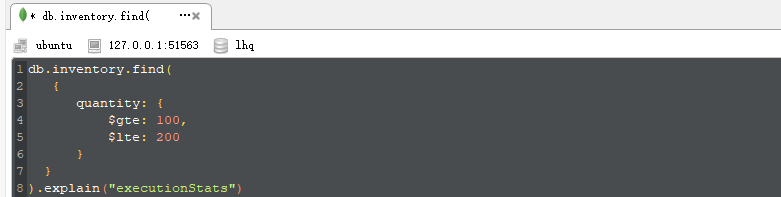 * db.inventory.find( ···×
ubuntu 127.0.0.1:51563 lhq
1 db.inventory.find(
2 {
3 quantity: {
4 $gte: 100,
5 $lte: 200
6 }
7 }
8 ).explain("executionStats")